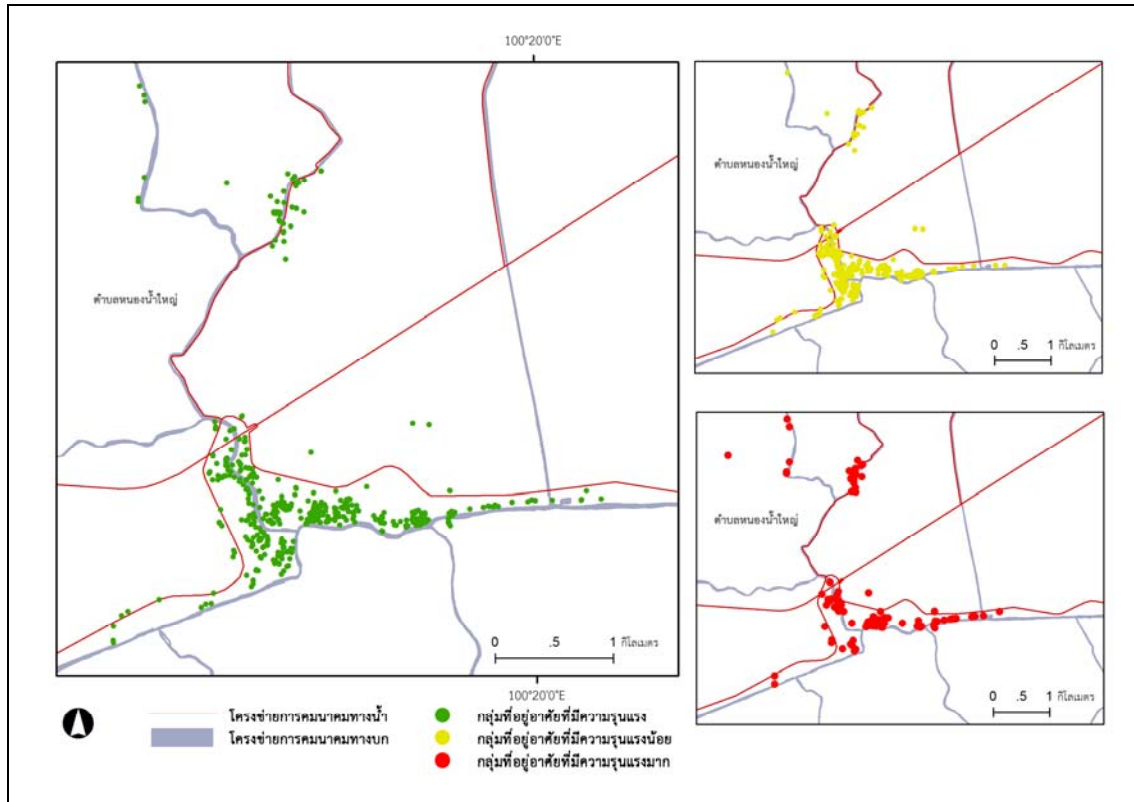 100°20'0"E
ตำบลหนองน้ำใหญ่
0 .5 1 กิโลเมตร
100°20'0"E
ตำบลหนองน้ำใหญ่
0 .5 1 กิโลเมตร
ตำบลหนองน้ำใหญ่
0 .5 1 กิโลเมตร
โครงข่ายการคมนาคมทางน้ำ
โครงข่ายการคมนาคมทางบก
กลุ่มที่อยู่อาศัยที่มีความรุนแรง
กลุ่มที่อยู่อาศัยที่มีความรุนแรงน้อย
กลุ่มที่อยู่อาศัยที่มีความรุนแรงมาก